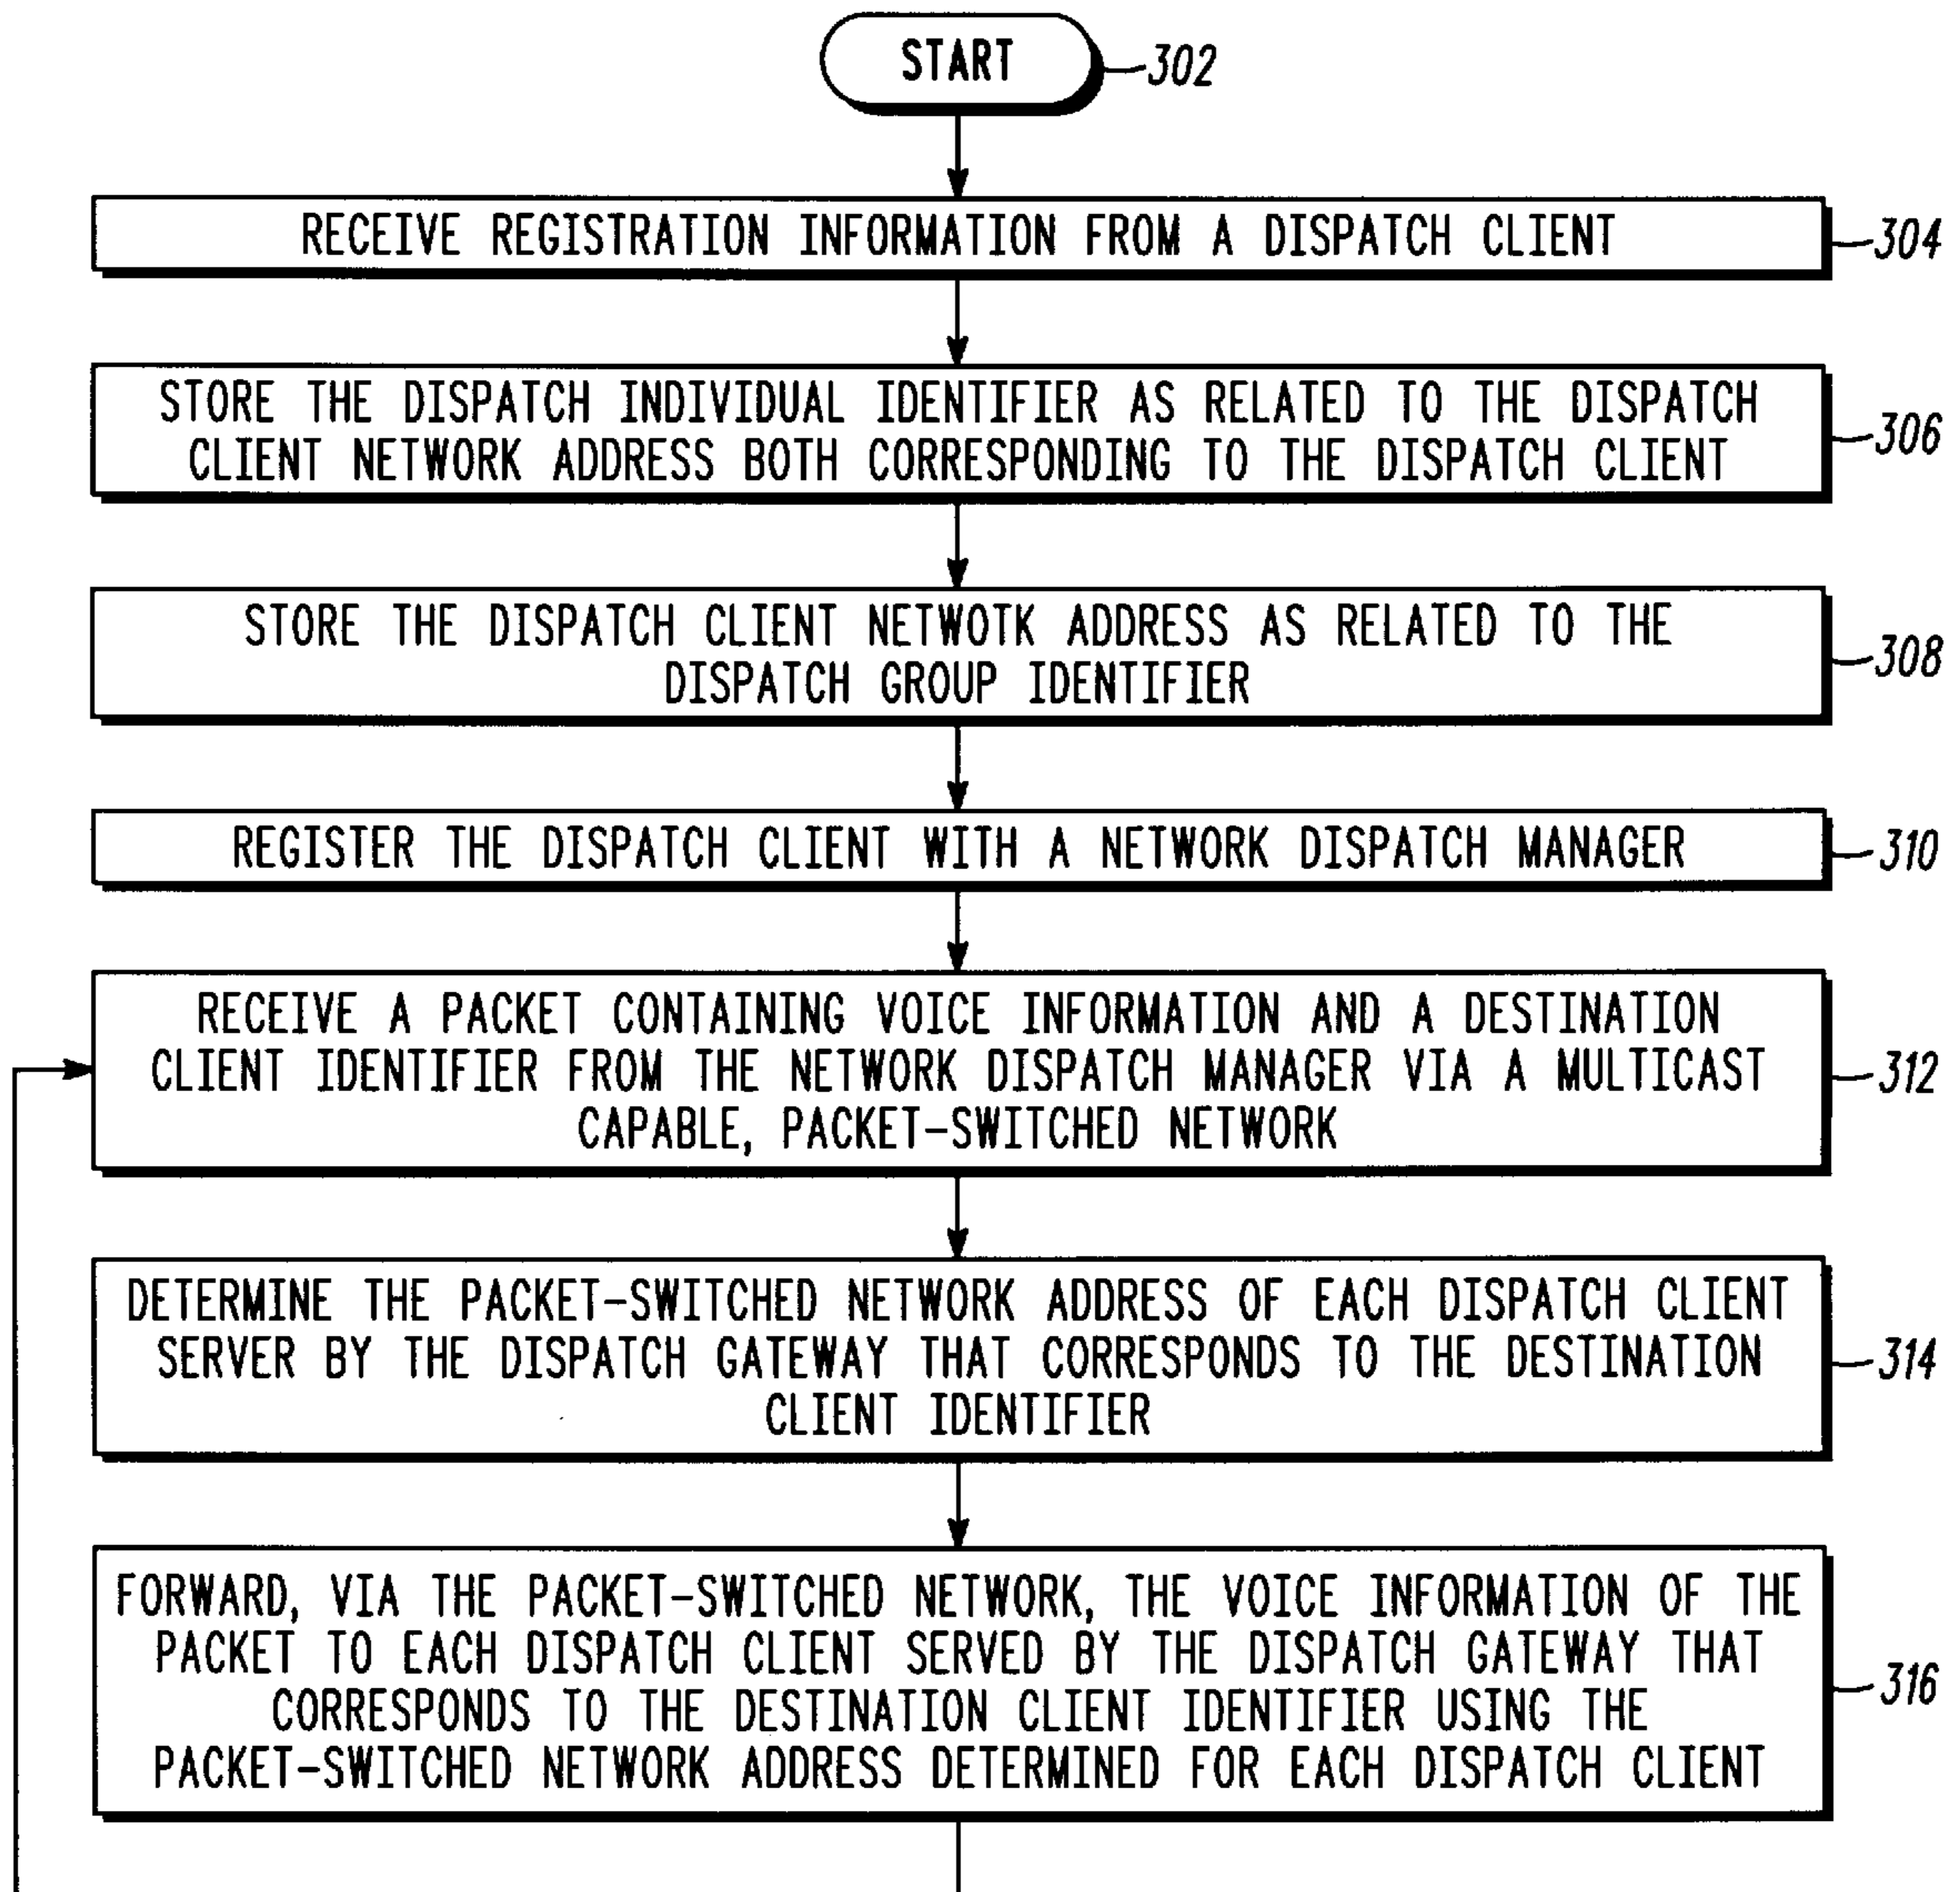 START
302
RECEIVE REGISTRATION INFORMATION FROM A DISPATCH CLIENT
304
STORE THE DISPATCH INDIVIDUAL IDENTIFIER AS RELATED TO THE DISPATCH
CLIENT NETWORK ADDRESS BOTH CORRESPONDING TO THE DISPATCH CLIENT
306
STORE THE DISPATCH CLIENT NETWOTK ADDRESS AS RELATED TO THE
DISPATCH GROUP IDENTIFIER
308
REGISTER THE DISPATCH CLIENT WITH A NETWORK DISPATCH MANAGER
310
RECEIVE A PACKET CONTAINING VOICE INFORMATION AND A DESTINATION
CLIENT IDENTIFIER FROM THE NETWORK DISPATCH MANAGER VIA A MULTICAST
CAPABLE, PACKET-SWITCHED NETWORK
312
DETERMINE THE PACKET-SWITCHED NETWORK ADDRESS OF EACH DISPATCH CLIENT
SERVER BY THE DISPATCH GATEWAY THAT CORRESPONDS TO THE DESTINATION
CLIENT IDENTIFIER
314
FORWARD, VIA THE PACKET-SWITCHED NETWORK, THE VOICE INFORMATION OF THE
PACKET TO EACH DISPATCH CLIENT SERVED BY THE DISPATCH GATEWAY THAT
CORRESPONDS TO THE DESTINATION CLIENT IDENTIFIER USING THE
PACKET-SWITCHED NETWORK ADDRESS DETERMINED FOR EACH DISPATCH CLIENT
316